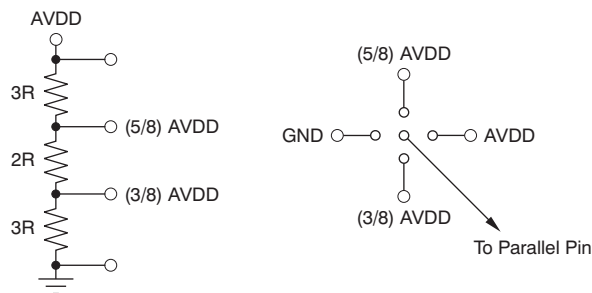 AVDD
3R
(5/8) AVDD
2R
(3/8) AVDD
3R
(5/8) AVDD
GND
AVDD
(3/8) AVDD
To Parallel Pin